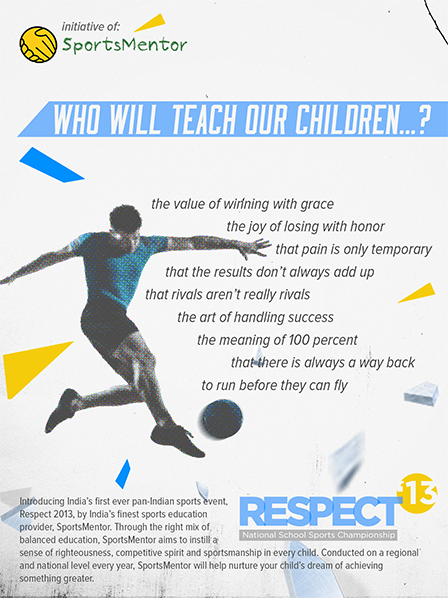 initiative of:
SportsMentor
WHO WILL TEACH OUR CHILDREN...?
the value of winning with grace
the joy of losing with honor
that pain is only temporary
that the results don't always add up
that rivals aren't really rivals
the art of handling success
the meaning of 100 percent
that there is always a way back
to run before they can fly
Introducing India's first ever pan-Indian sports event,
Respect 2013, by India's finest sports education
provider, SportsMentor. Through the right mix of
balanced education, SportsMentor aims to instill a
sense of righteousness, competitive spirit and sportsmanship in every child. Conducted on a regional
and national level every year, SportsMentor will help nurture your child's dream of achieving
something greater.
RESPECT '13
National School Sports Championship